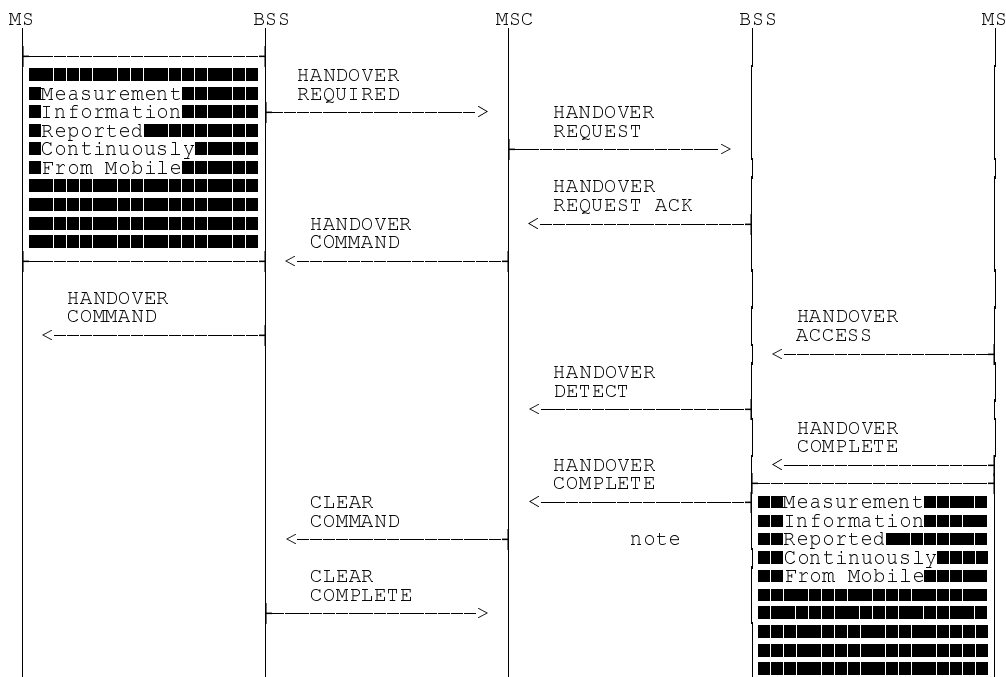 MS BSS MSC BSS MS
HANDOVER
REQUIRED
Measurement
Information
Reported
Continuously
From Mobile
HANDOVER
REQUEST
HANDOVER
REQUEST ACK
HANDOVER
COMMAND
HANDOVER
COMMAND
HANDOVER
ACCESS
HANDOVER
DETECT
HANDOVER
COMPLETE
HANDOVER
COMPLETE
CLEAR
COMMAND
note
Measurement
Information
Reported
Continuously
From Mobile
CLEAR
COMPLETE